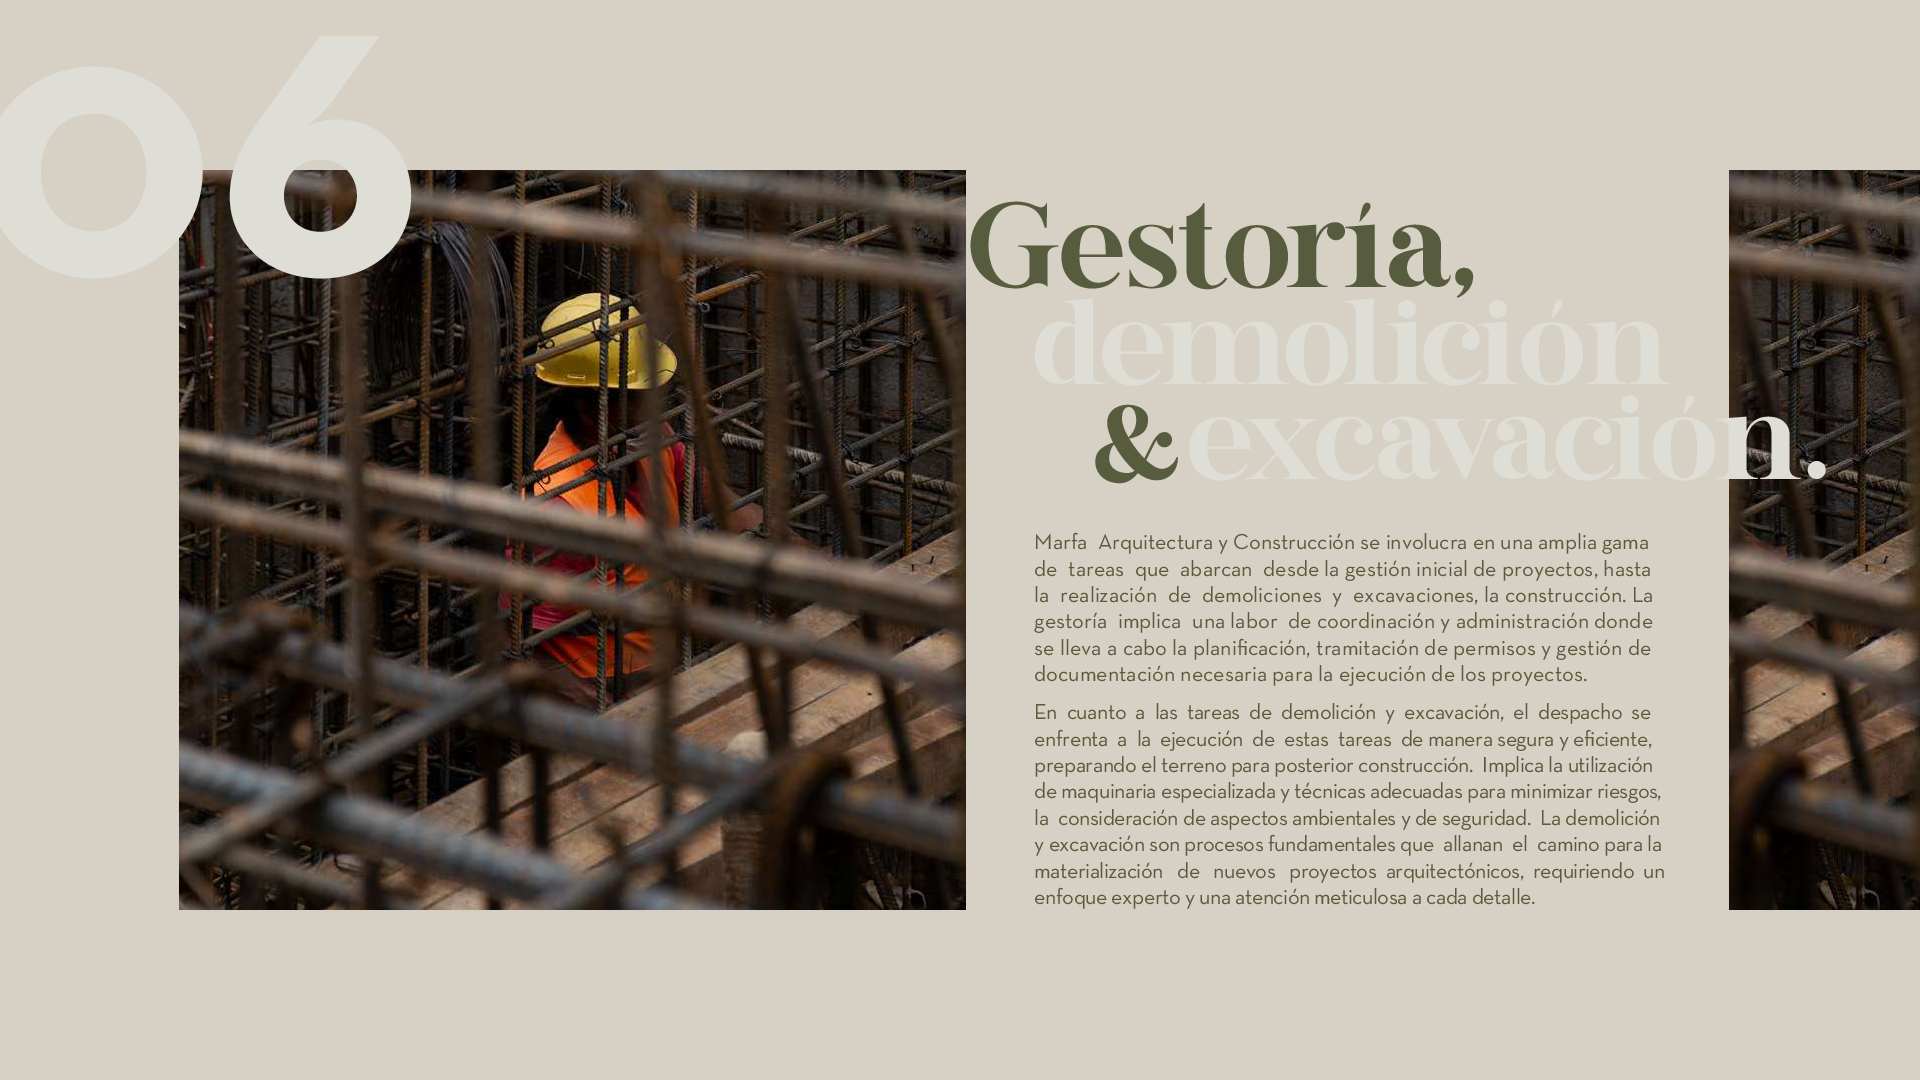 06
Gestoría,
demolición
& excavación.
Marfa Arquitectura y Construcción se involucra en una amplia gama
de tareas que abarcan desde la gestión inicial de proyectos, hasta
la realización de demoliciones y excavaciones, la construcción. La
gestoría implica una labor de coordinación y administración donde
se lleva a cabo la planificación, tramitación de permisos y gestión de
documentación necesaria para la ejecución de los proyectos.
En cuanto a las tareas de demolición y excavación, el despacho se
enfrenta a la ejecución de estas tareas de manera segura y eficiente,
preparando el terreno para posterior construcción. Implica la utilización
de maquinaria especializada y técnicas adecuadas para minimizar riesgos,
la consideración de aspectos ambientales y de seguridad. La demolición
y excavación son procesos fundamentales que allanan el camino para la
materialización de nuevos proyectos arquitectónicos, requiriendo un
enfoque experto y una atención meticulosa a cada detalle.